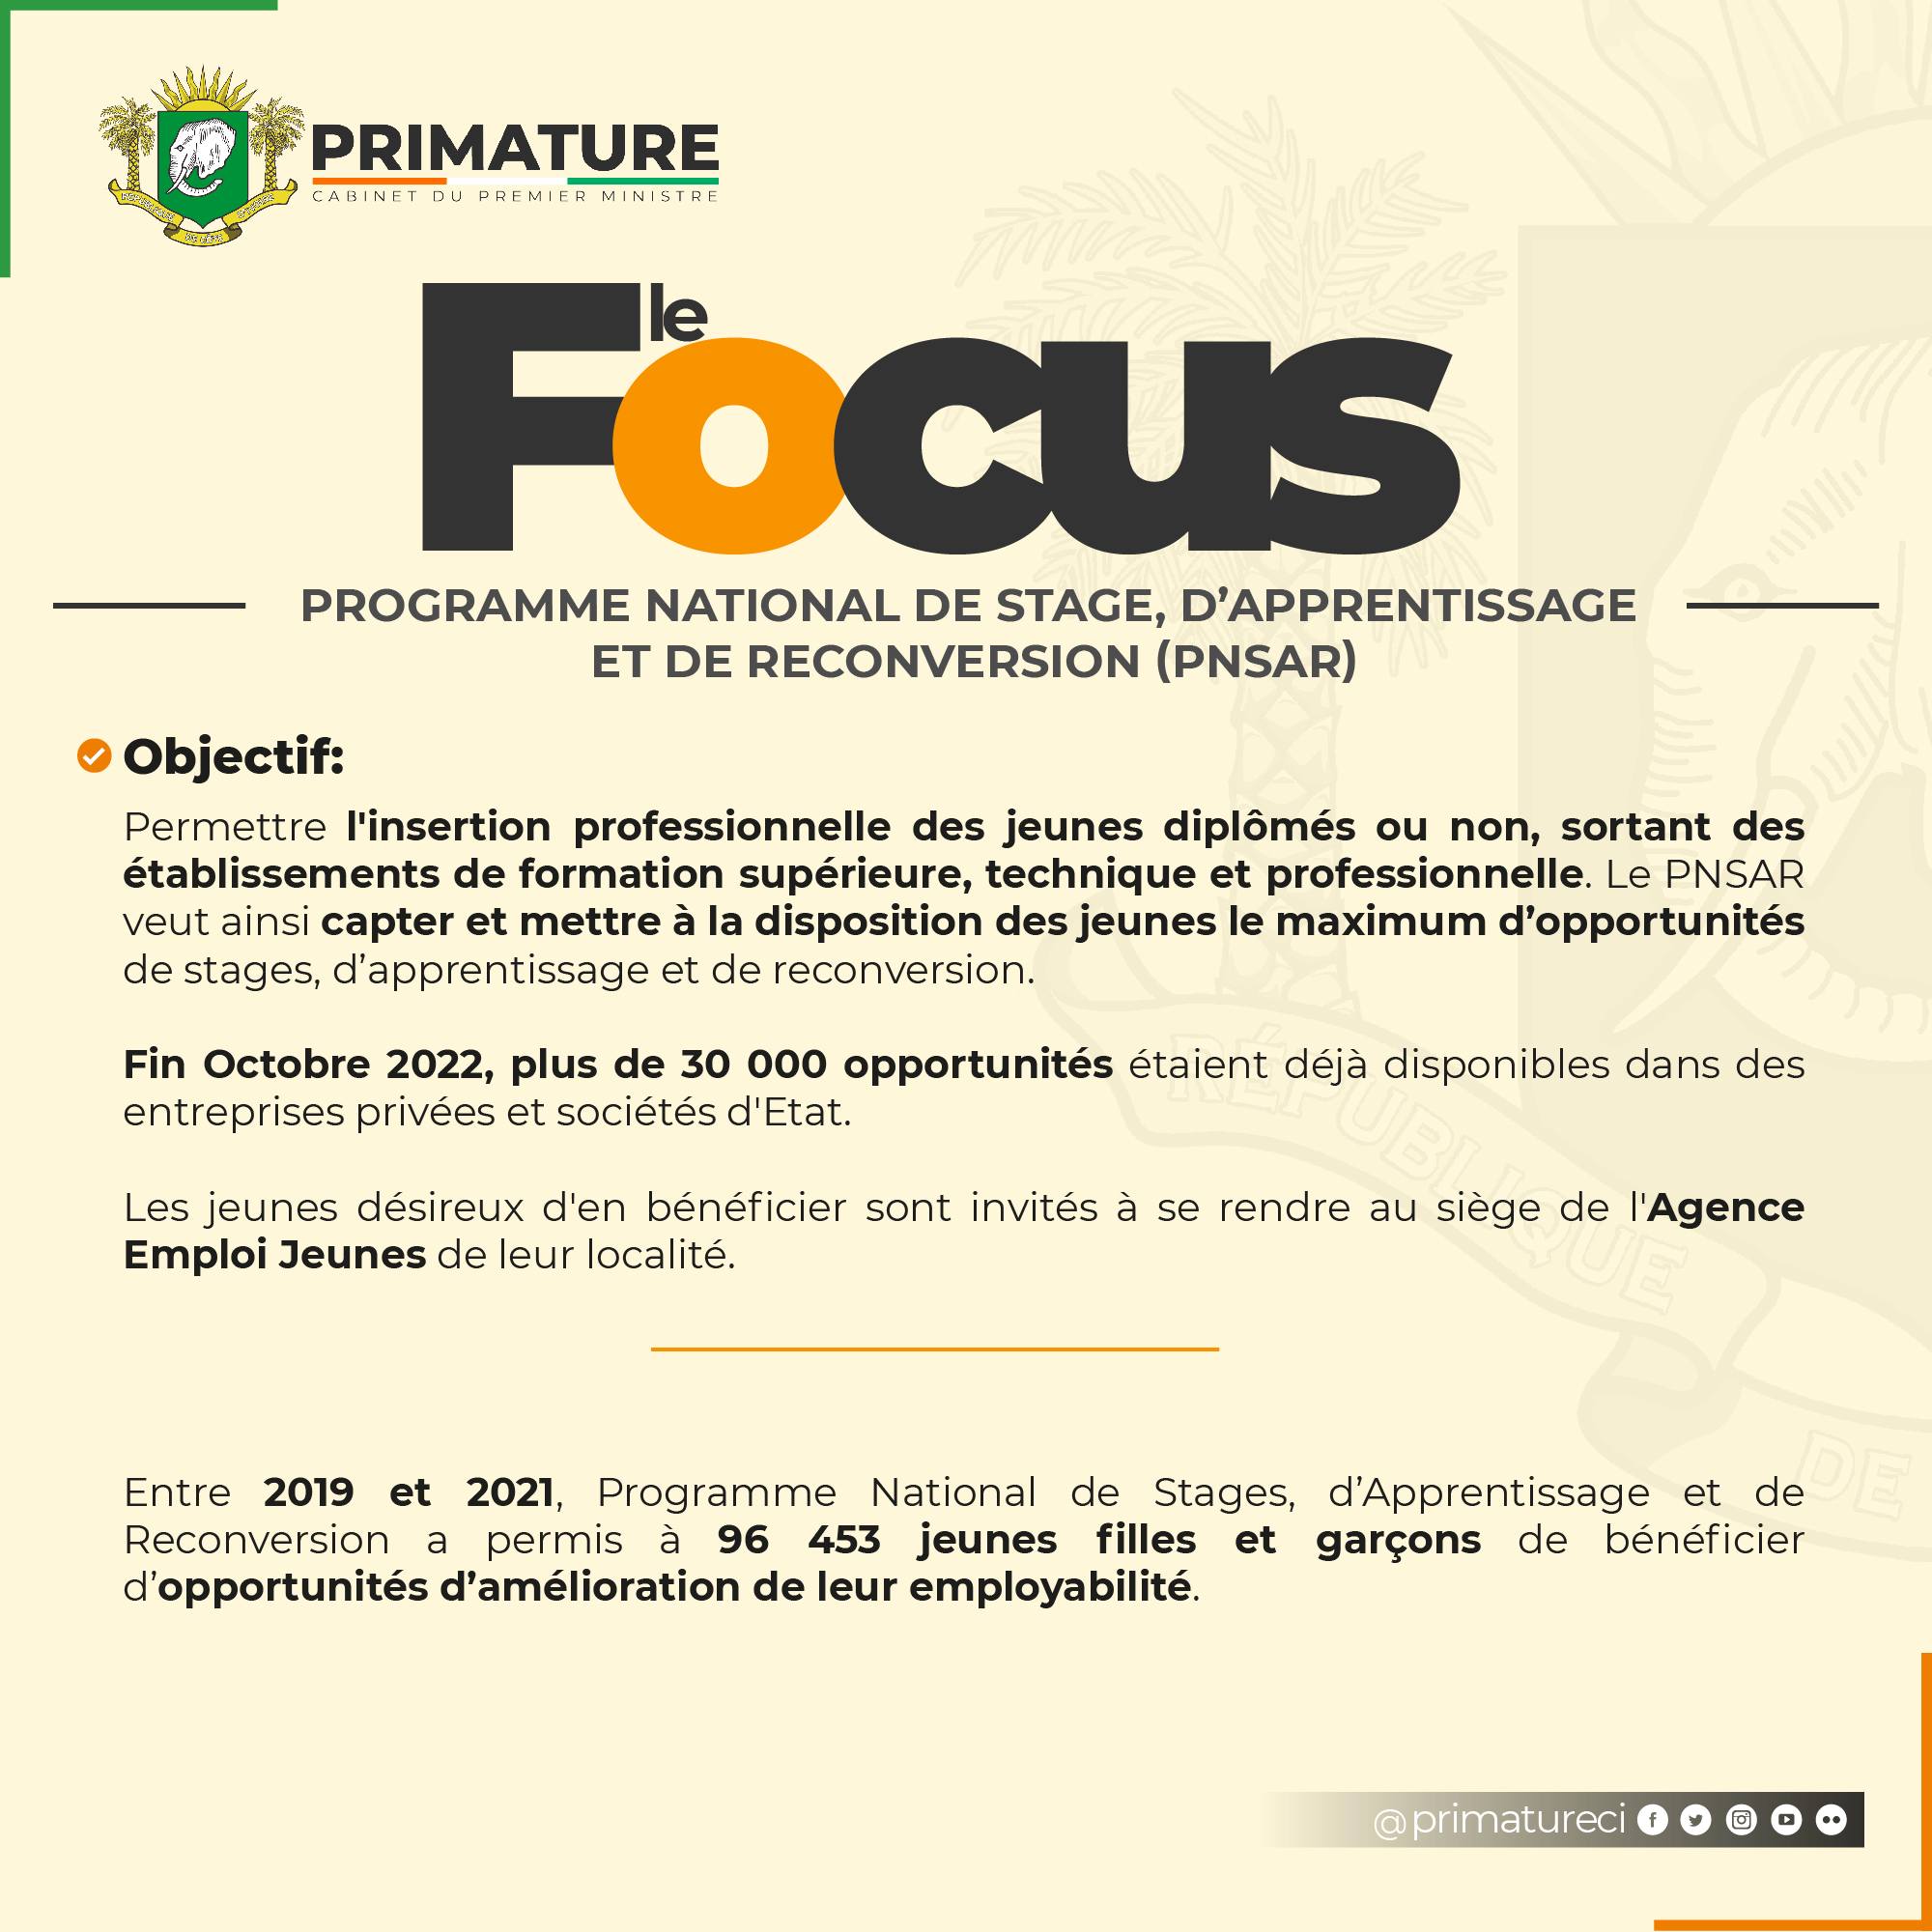 PRIMATURE
CABINET DU PREMIER MINISTRE
le
Focus
PROGRAMME NATIONAL DE STAGE, D’APPRENTISSAGE
ET DE RECONVERSION (PNSAR)
Objectif:
Permettre l'insertion professionnelle des jeunes diplômés ou non, sortant des
établissements de formation supérieure, technique et professionnelle. Le PNSAR
veut ainsi capter et mettre à la disposition des jeunes le maximum d’opportunités
de stages, d’apprentissage et de reconversion.
Fin Octobre 2022, plus de 30 000 opportunités étaient déjà disponibles dans des
entreprises privées et sociétés d'Etat.
Les jeunes désireux d'en bénéficier sont invités à se rendre au siège de l'Agence
Emploi Jeunes de leur localité.
Entre 2019 et 2021, Programme National de Stages, d’Apprentissage et de
Reconversion a permis à 96 453 jeunes filles et garçons de bénéficier
d’opportunités d’amélioration de leur employabilité.
RÉPUBLIQUE
DE
@primatureci